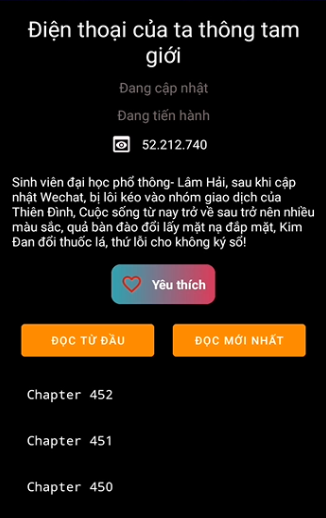 Điện thoại của ta thông tam
giới
Đang cập nhật
Đang tiến hành
52.212.740
Sinh viên đại học phổ thông- Lâm Hải, sau khi cập
nhật Wechat, bị lôi kéo vào nhóm giao dịch của
Thiên Đình, Cuộc sống từ nay trở về sau trở nên nhiều
màu sắc, quả bàn đào đổi lấy mặt nạ đắp mặt, Kim
Đan đổi thuốc lá, thứ lỗi cho không ký sổ!
Yêu thích
ĐỌC TỪ ĐẦU
ĐỌC MỚI NHẤT
Chapter 452
Chapter 451
Chapter 450